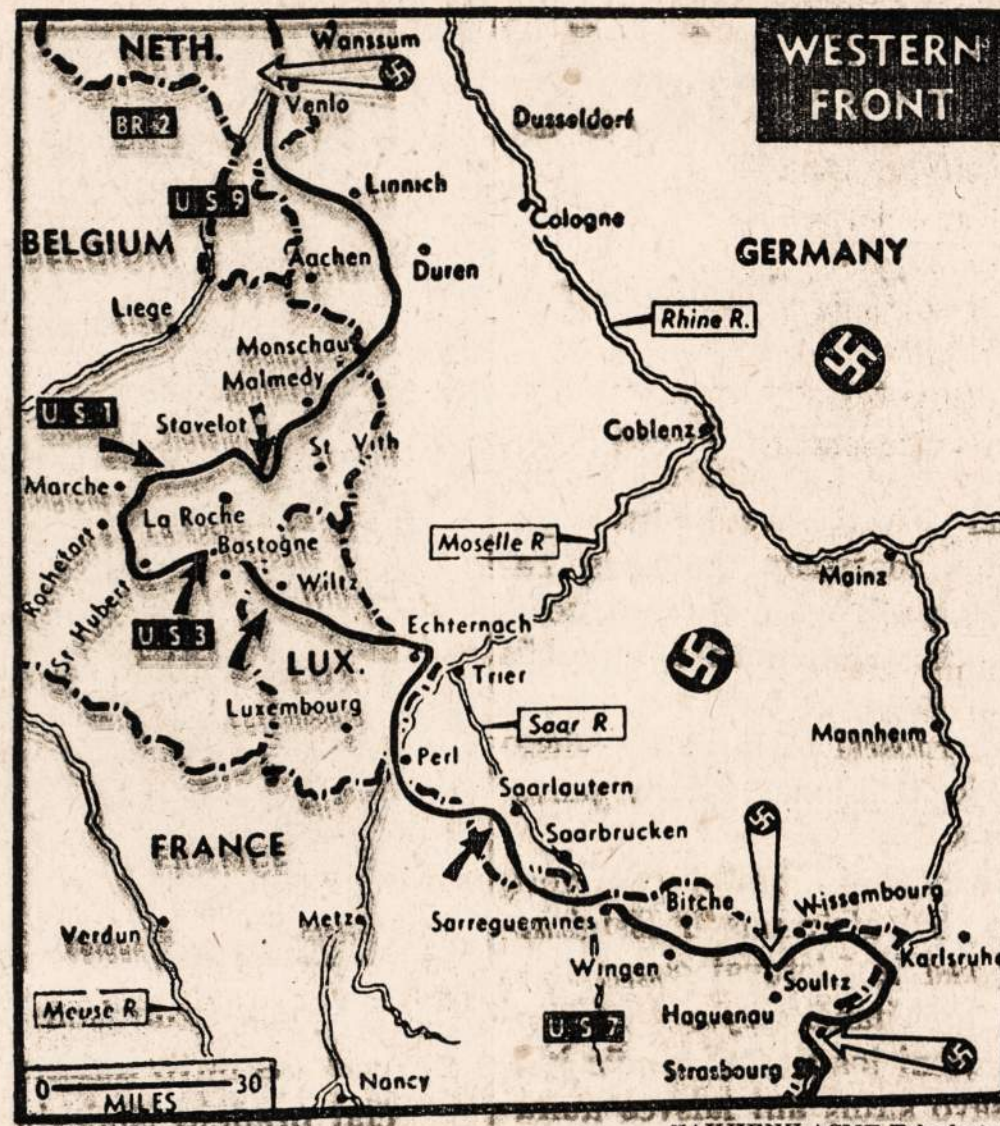 WESTERN
FRONT
NETH.
Wanssum
Venlo
BR 2
Dusseldorf
U S 9
Linnich
Cologne
BELGIUM
Aachen
Duren
GERMANY
Liege
Rhine R.
Monschau
Malmedy
U. S. 1
Stavelot
St Vith
Coblenz
Marche
La Roche
Rochefort
Bastogne
Moselle R
Mainz
Wiltz
St Hubert
U. S 3
Echternach
LUX.
Trier
Luxembourg
Saar R.
Mannheim
Perl
Saarlautern
Saarbrucken
FRANCE
Bitche
Wissembourg
Metz
Sarreguemines
Verdun
Karlsruhe
Wingen
Soultz
Meuse R
U S 7
Haguenau
Strasbourg
0 30
MILES
Nancy